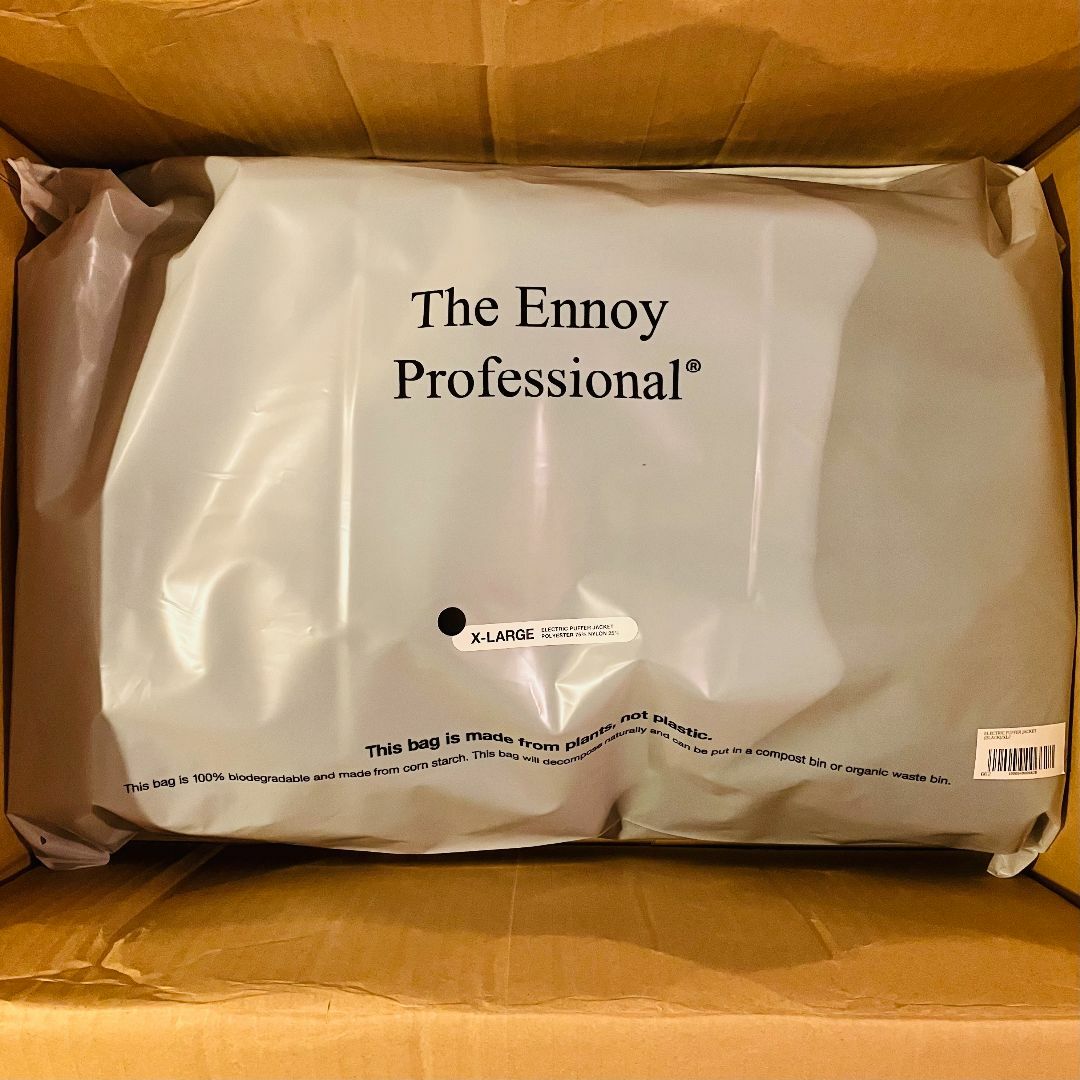 The Ennoy
Professional®
X-LARGE
ELECTRIC PUFFER JACKET
POLYESTER 75% NYLON 25%
This bag is made from plants, not plastic.
This bag is 100% biodegradable and made from corn starch. This bag will decompose naturally and can be put in a compost bin or organic waste bin.
ELECTRIC PUFFER JACKET